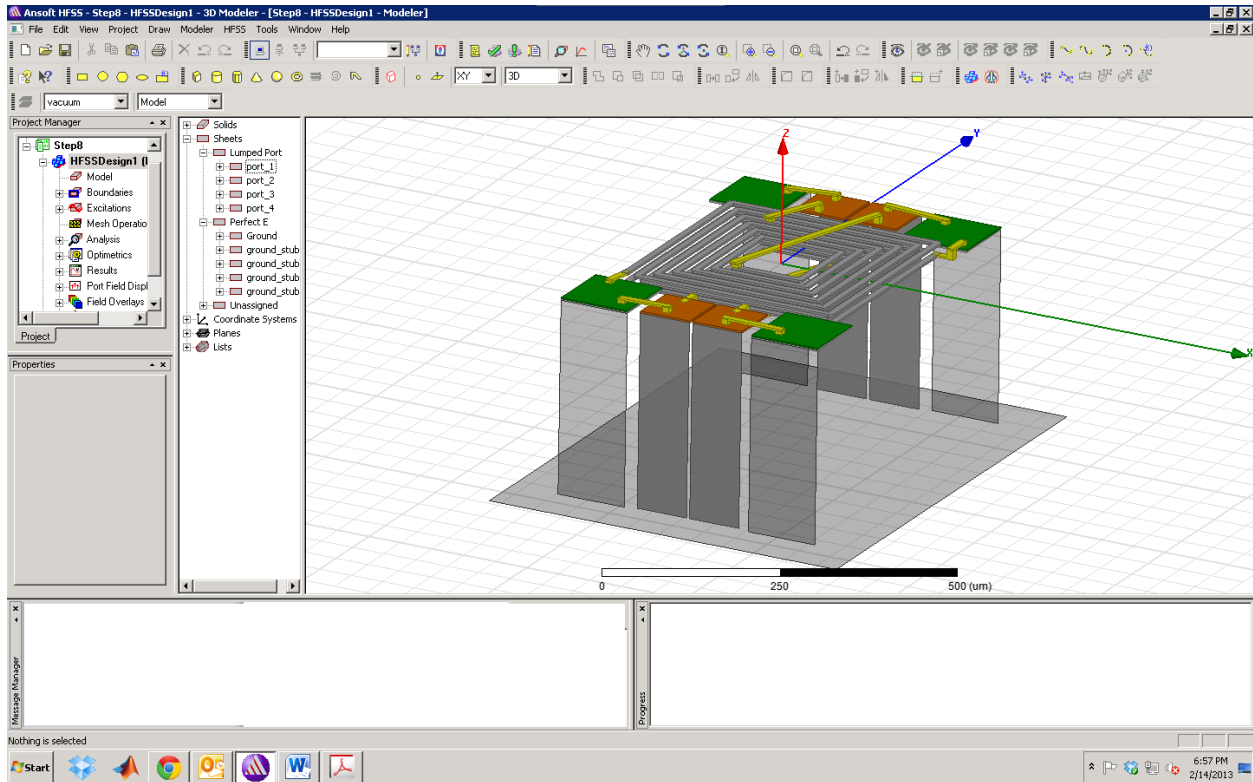 Ansoft HFSS - Step8 - HFSSDesign1 - 3D Modeler - [Step8 - HFSSDesign1 - Modeler]
File Edit View Project Draw Modeler HFSS Tools Window Help
XY 3D
vacuum Model
Project Manager
Step8
HFSSDesign1 (I
Model
Boundaries
Excitations
Mesh Operatio
Analysis
Optimetrics
Results
Port Field Displ
Field Overlays
Project
Properties
Solids
Sheets
Lumped Port
port_1
port_2
port_3
port_4
Perfect E
Ground
ground_stub
ground_stub
ground_stub
ground_stub
Unassigned
Coordinate Systems
Planes
Lists
Z
Y
X
0 250 500 (um)
Message Manager
Progress
Nothing is selected
Start
6:57 PM
2/14/2013